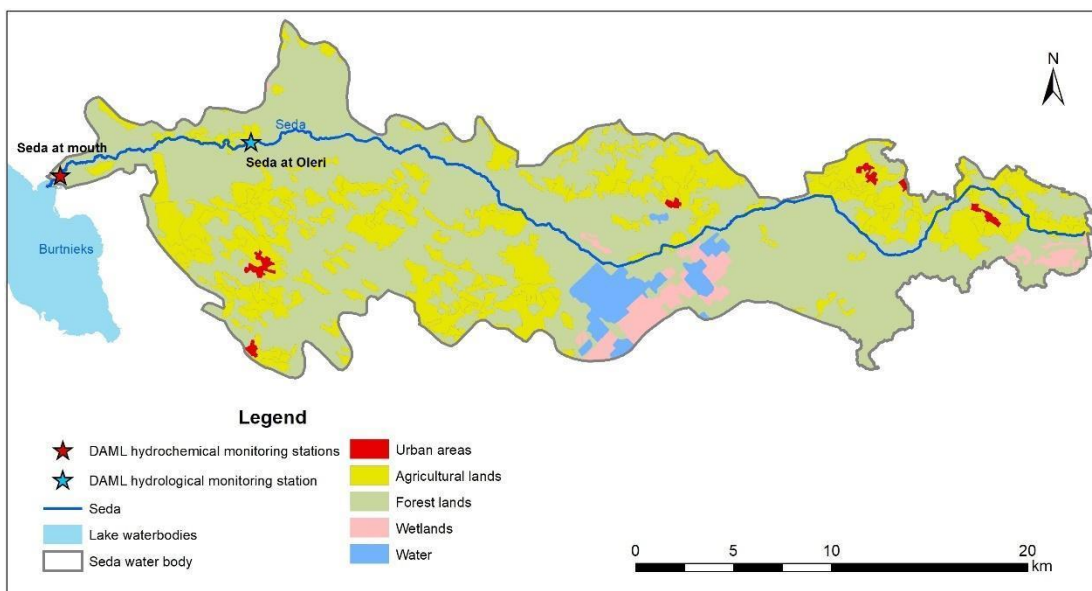 N
Seda
Seda at mouth
Seda at Oleri
Burtnieks
Legend
DAML hydrochemical monitoring stations
DAML hydrological monitoring station
Seda
Lake waterbodies
Seda water body
Urban areas
Agricultural lands
Forest lands
Wetlands
Water
0 5 10 20
km